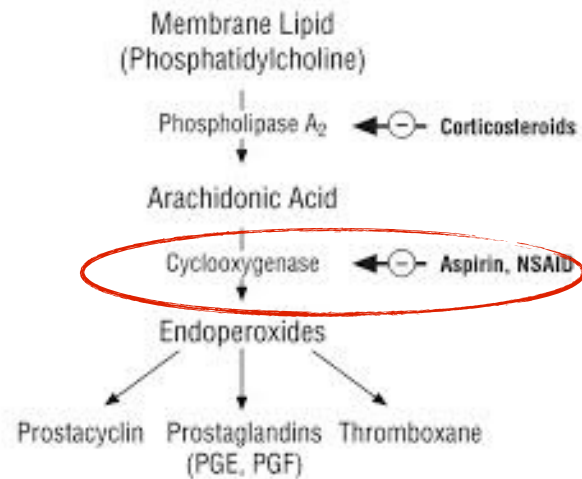 Membrane Lipid
(Phosphatidylcholine)
Phospholipase A₂ − Corticosteroids
Arachidonic Acid
Cyclooxygenase − Aspirin, NSAID
Endoperoxides
Prostacyclin Prostaglandins Thromboxane
(PGE, PGF)